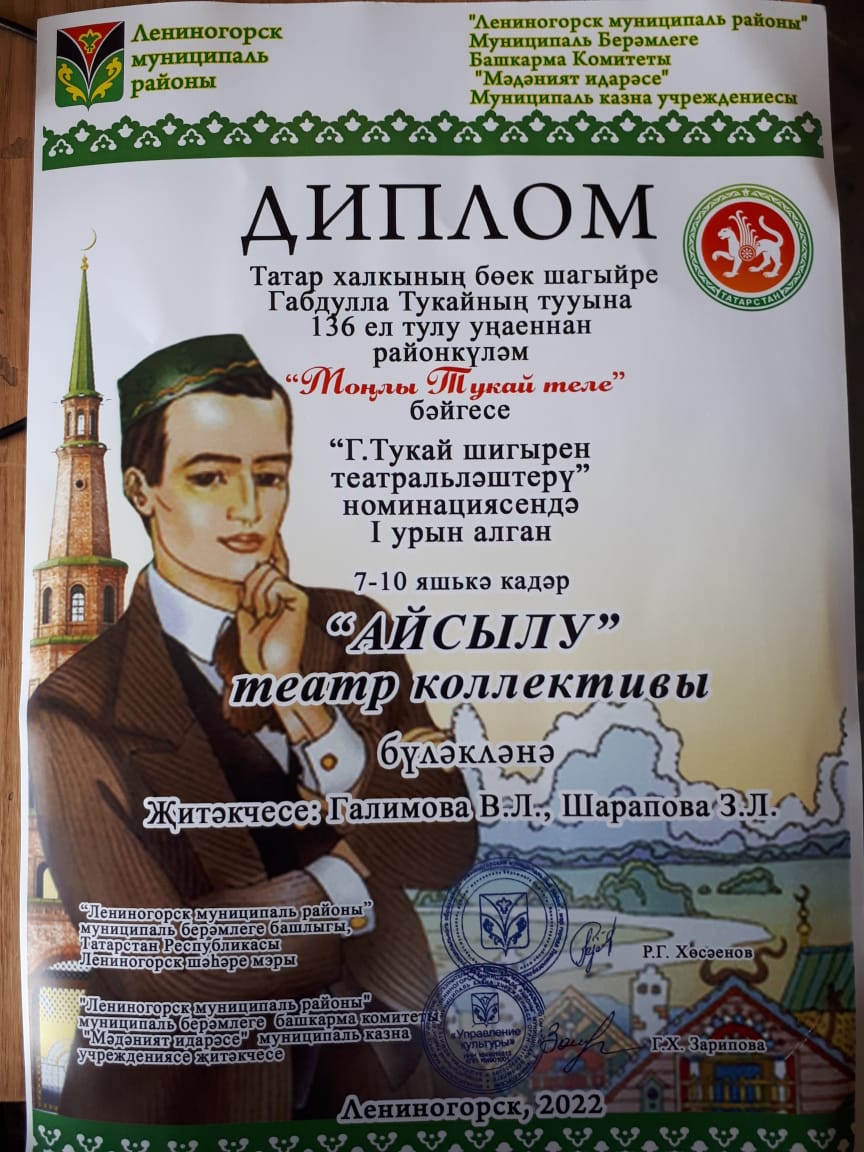 Лениногорск
муниципаль
районы
"Лениногорск муниципаль районы"
Муниципаль Берәмлеге
Башкарма Комитеты
"Мәдәният идарәсе"
Муниципаль казна учреждениесы
ДИПЛОМ
ТАТАРСТАН
Татар халкының бөек шагыйре
Габдулла Тукайның тууына
136 ел тулу уңаеннан
районкүләм
“Моңлы Тукай теле”
бәйгесе
“Г.Тукай шигырен
театральләштерү”
номинациясендә
I урын алган
7-10 яшькә кадәр
“АЙСЫЛУ”
театр коллективы
бүләкләнә
Җитәкчесе: Галимова В.Л., Шарапова З.Л.
“Лениногорск муниципаль районы”
муниципаль берәмлеге башлыгы,
Татарстан Республикасы
Лениногорск шәһәре мэры
Р.Г. Хөсәенов
"Лениногорск муниципаль районы"
муниципаль берәмлеге башкарма комитеты
"Мәдәният идарәсе" муниципаль казна
учреждениясе җитәкчесе
«Управление
культуры»
Г.Х. Зарипова
Лениногорск, 2022